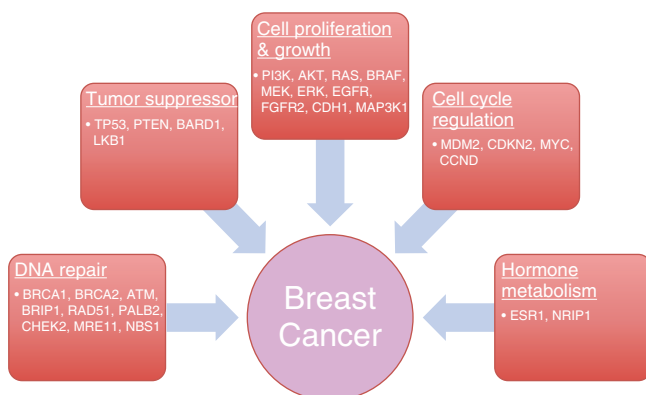 Cell proliferation
& growth
• PI3K, AKT, RAS, BRAF,
MEK, ERK, EGFR,
FGFR2, CDH1, MAP3K1
Tumor suppressor
• TP53, PTEN, BARD1,
LKB1
Cell cycle
regulation
• MDM2, CDKN2, MYC,
CCND
DNA repair
• BRCA1, BRCA2, ATM,
BRIP1, RAD51, PALB2,
CHEK2, MRE11, NBS1
Breast
Cancer
Hormone
metabolism
• ESR1, NRIP1